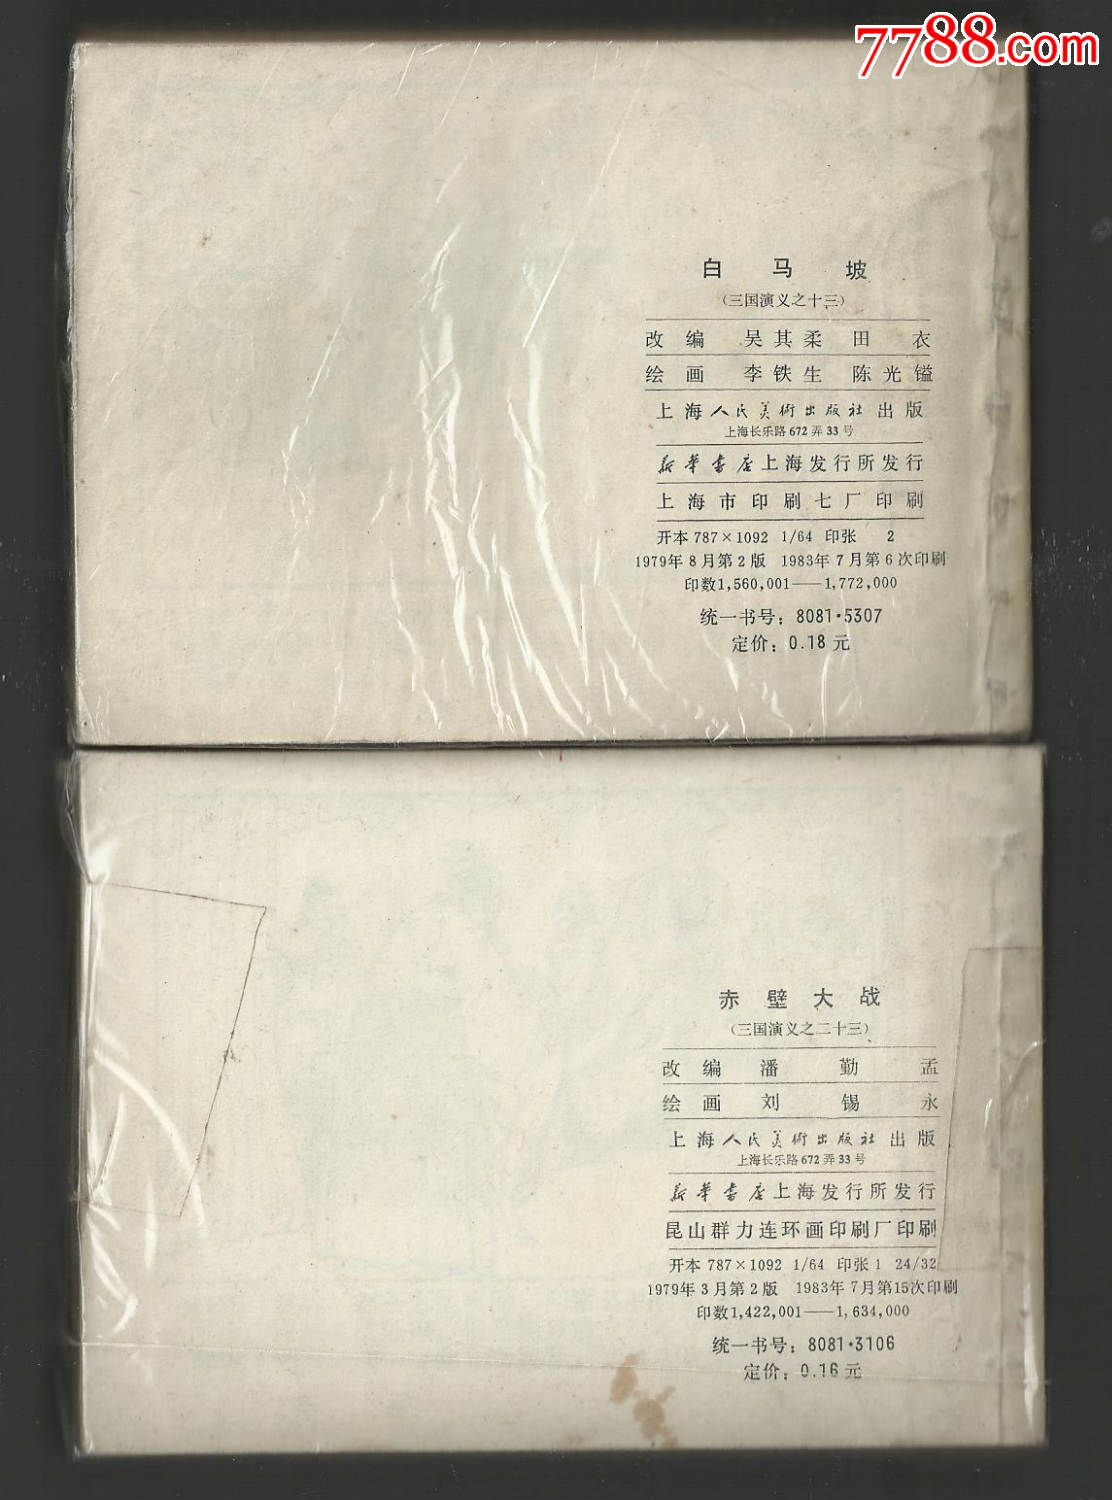 7788.com
白马坡
(三国演义之十三)
改编 吴其柔 田衣
绘画 李铁生 陈光镒
上海人民美術出版社出版
上海长乐路672弄33号
新华书店上海发行所发行
上海市印刷七厂印刷
开本787×1092 1/64 印张 2
1979年8月第2版 1983年7月第6次印刷
印数1,560,001——1,772,000
统一书号：8081·5307
定价：0.18元
赤壁大战
(三国演义之二十三)
改编 潘勤孟
绘画 刘锡永
上海人民美術出版社出版
上海长乐路672弄33号
新华书店上海发行所发行
昆山群力连环画印刷厂印刷
开本787×1092 1/64 印张1 24/32
1979年3月第2版 1983年7月第15次印刷
印数1,422,001——1,634,000
统一书号：8081·3106
定价：0.16元